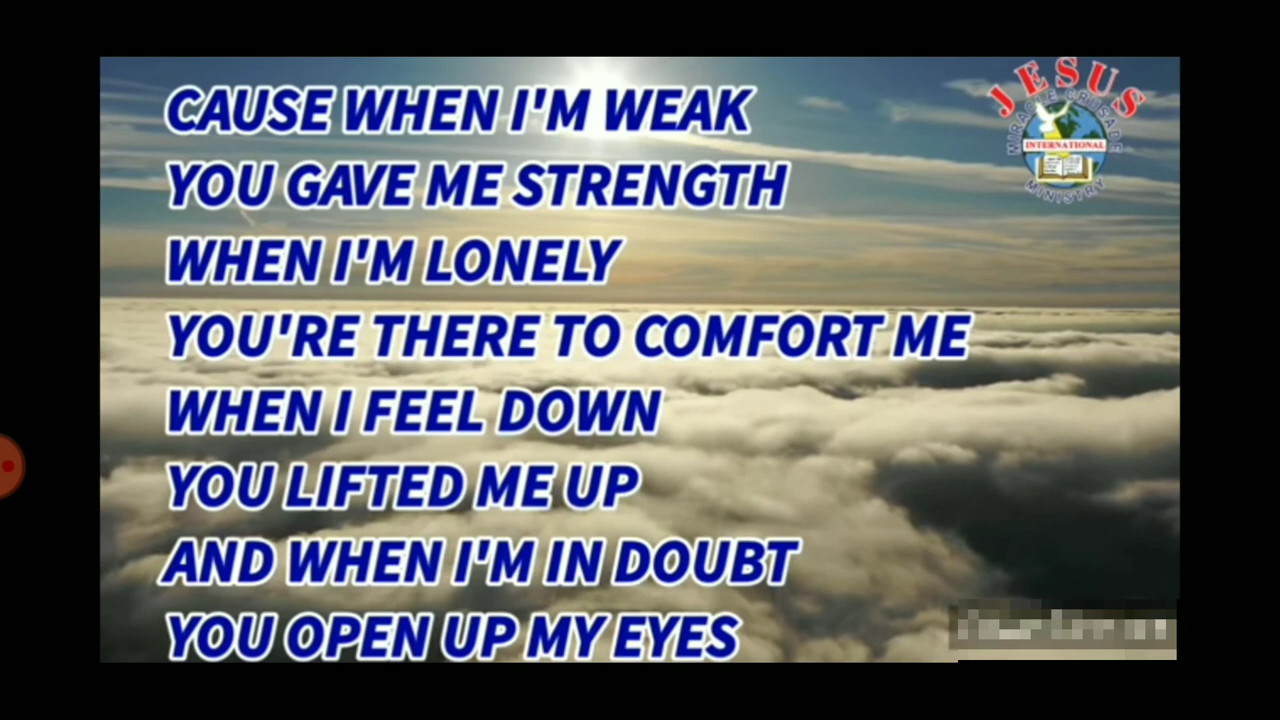 CAUSE WHEN I'M WEAK
YOU GAVE ME STRENGTH
WHEN I'M LONELY
YOU'RE THERE TO COMFORT ME
WHEN I FEEL DOWN
YOU LIFTED ME UP
AND WHEN I'M IN DOUBT
YOU OPEN UP MY EYES
JESUS
MIRACLE CRUSADE
INTERNATIONAL
MINISTRY